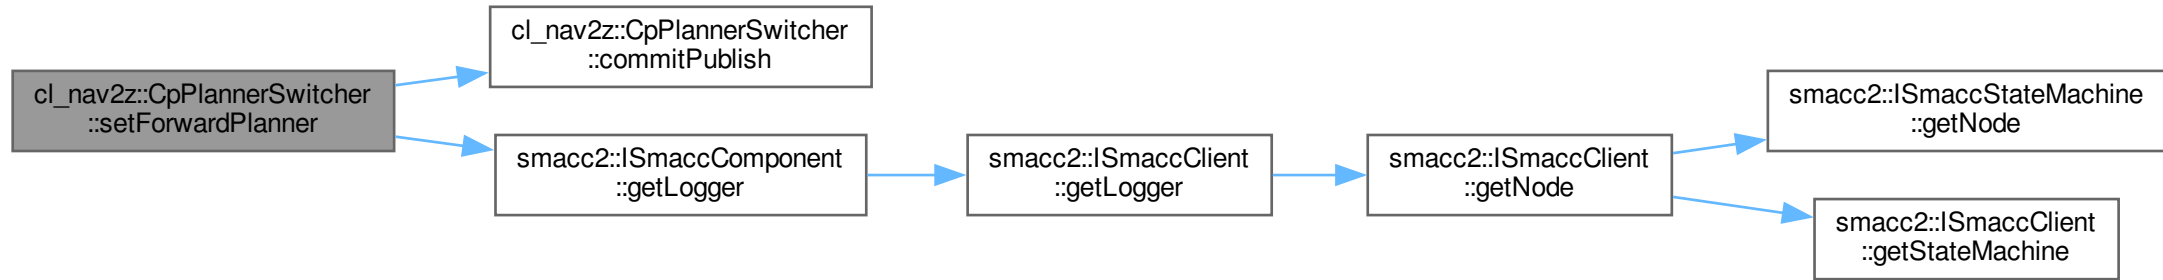 cl_nav2z::CpPlannerSwitcher
::setForwardPlanner
cl_nav2z::CpPlannerSwitcher
::commitPublish
smacc2::ISmaccComponent
::getLogger
smacc2::ISmaccClient
::getLogger
smacc2::ISmaccClient
::getNode
smacc2::ISmaccStateMachine
::getNode
smacc2::ISmaccClient
::getStateMachine